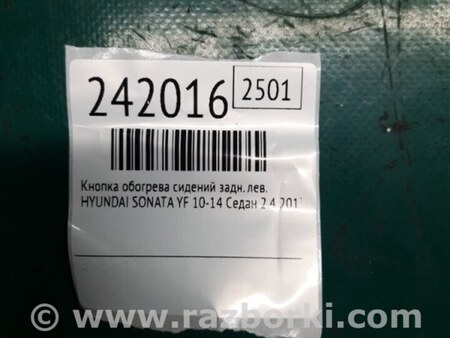 242016 2501
Кнопка обогрева сидений задн. лев.
HYUNDAI SONATA YF 10-14 Седан 2.4 201
© www.razborki.com